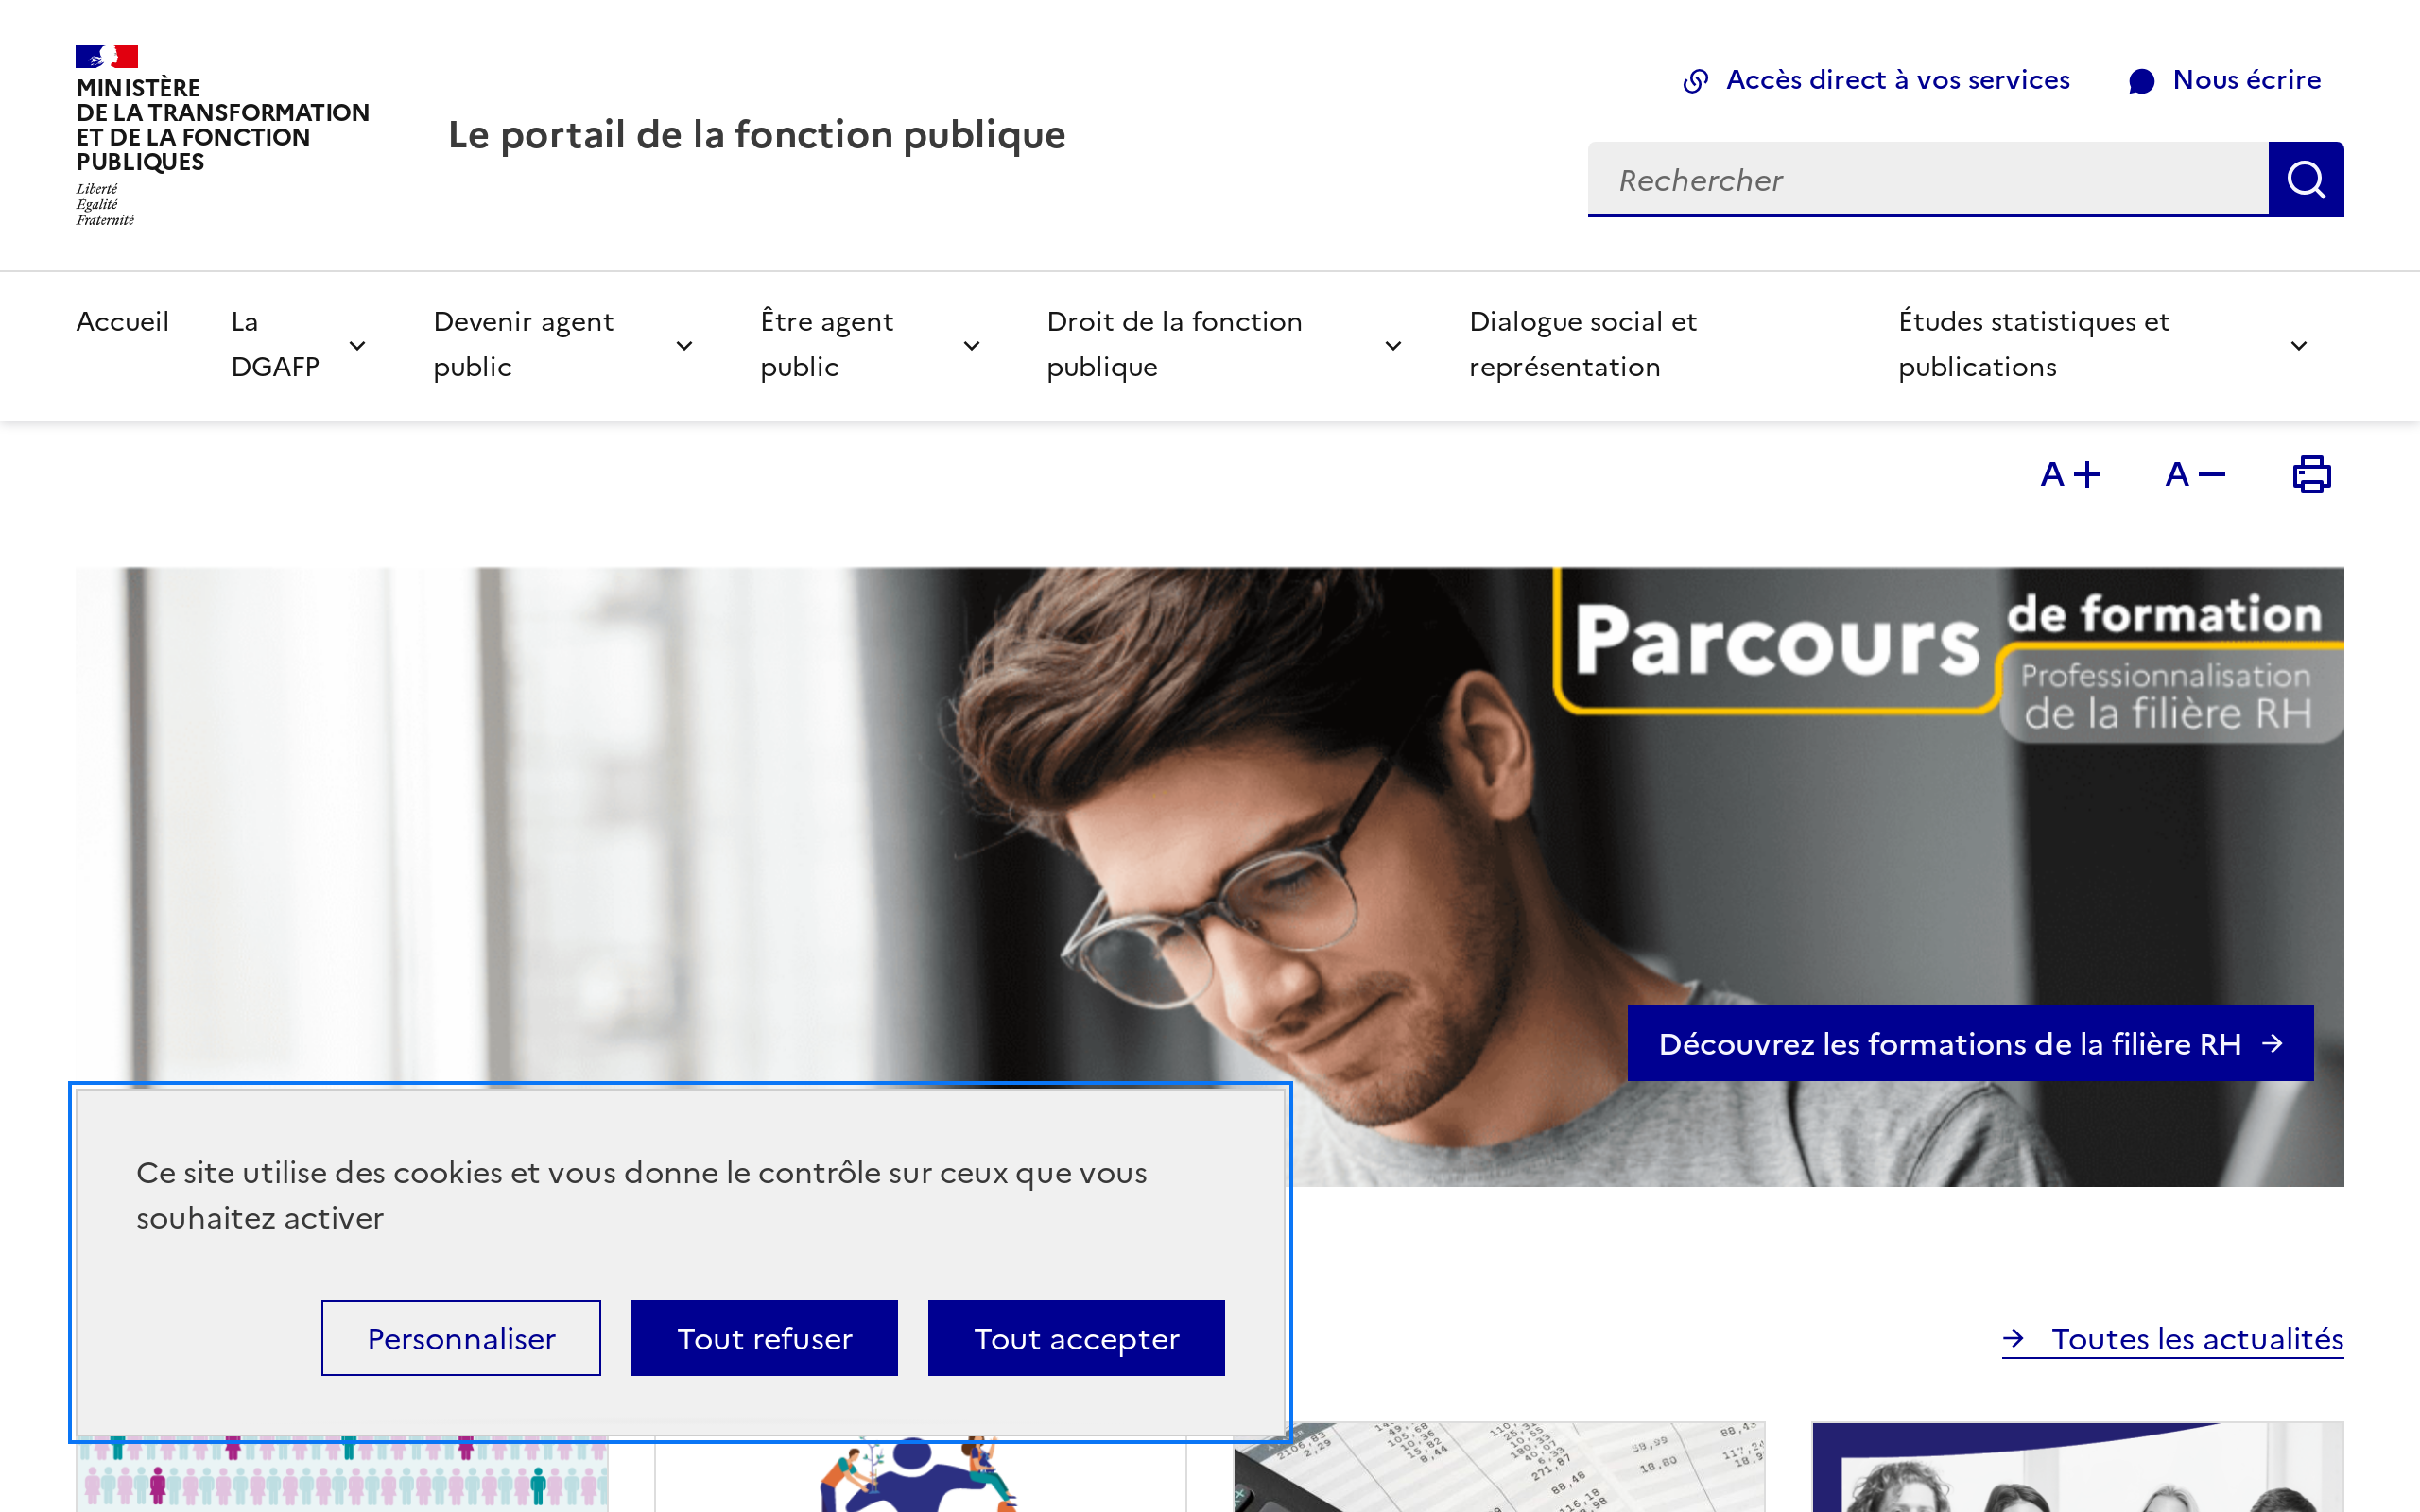 MINISTÈRE
DE LA TRANSFORMATION
ET DE LA FONCTION
PUBLIQUES
Liberté
Égalité
Fraternité
Le portail de la fonction publique
Accès direct à vos services
Nous écrire
Rechercher
Accueil
La
DGAFP
Devenir agent
public
Être agent
public
Droit de la fonction
publique
Dialogue social et
représentation
Études statistiques et
publications
A +
A −
Parcours de formation
Professionnalisation
de la filière RH
Découvrez les formations de la filière RH
Ce site utilise des cookies et vous donne le contrôle sur ceux que vous
souhaitez activer
Personnaliser
Tout refuser
Tout accepter
Toutes les actualités